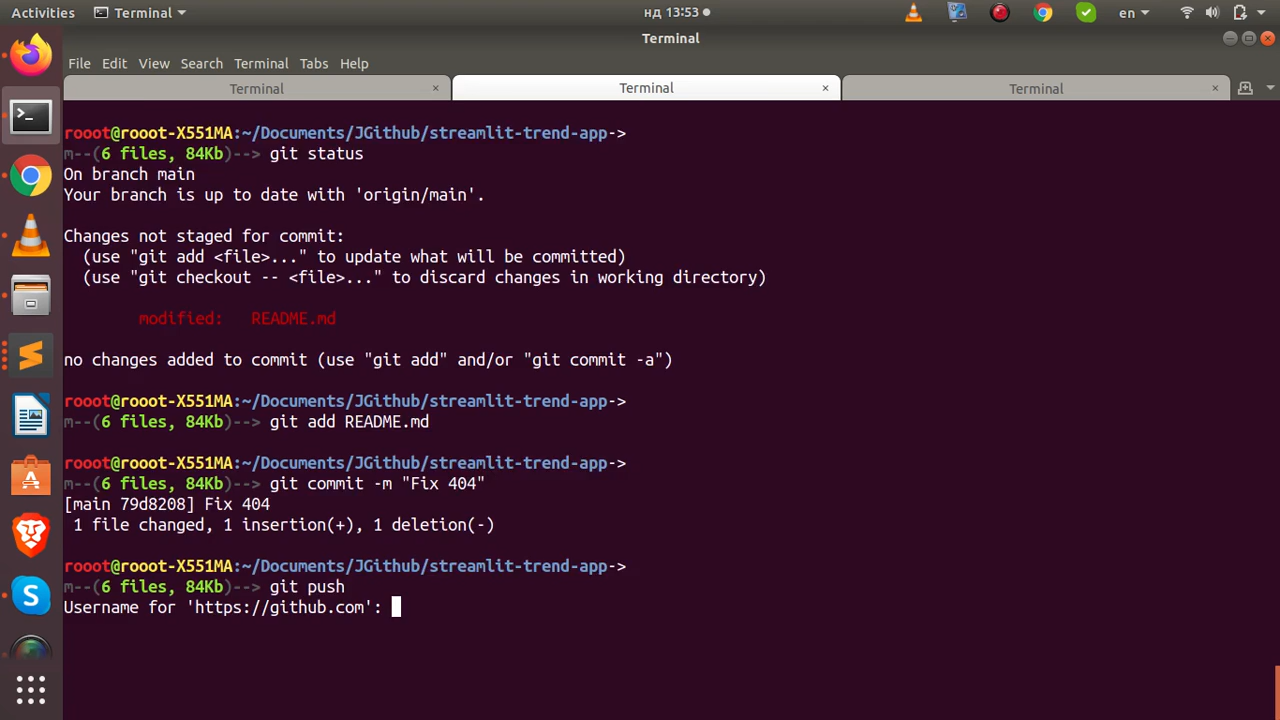 Activities Terminal нд 13:53 en
Terminal
File Edit View Search Terminal Tabs Help
Terminal × Terminal × Terminal ×
rooot@rooot-X551MA:~/Documents/JGithub/streamlit-trend-app->
m--(6 files, 84Kb)--> git status
On branch main
Your branch is up to date with 'origin/main'.
Changes not staged for commit:
(use "git add <file>..." to update what will be committed)
(use "git checkout -- <file>..." to discard changes in working directory)
modified: README.md
no changes added to commit (use "git add" and/or "git commit -a")
rooot@rooot-X551MA:~/Documents/JGithub/streamlit-trend-app->
m--(6 files, 84Kb)--> git add README.md
rooot@rooot-X551MA:~/Documents/JGithub/streamlit-trend-app->
m--(6 files, 84Kb)--> git commit -m "Fix 404"
[main 79d8208] Fix 404
1 file changed, 1 insertion(+), 1 deletion(-)
rooot@rooot-X551MA:~/Documents/JGithub/streamlit-trend-app->
m--(6 files, 84Kb)--> git push
Username for 'https://github.com':